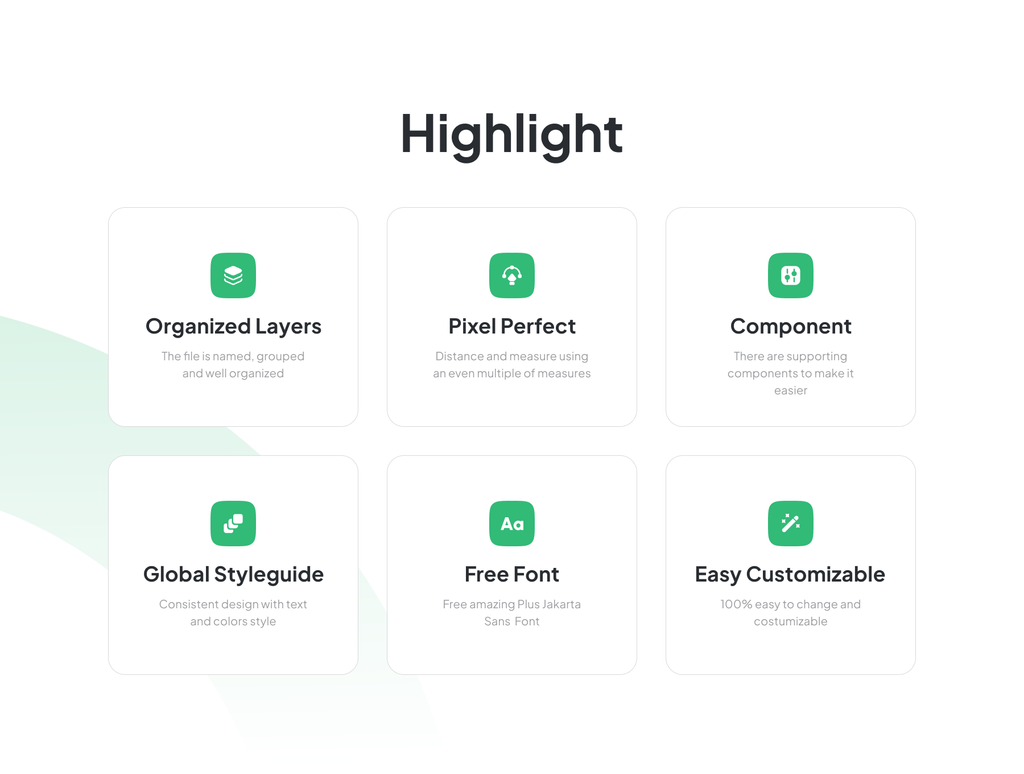 Highlight
Organized Layers
The file is named, grouped
and well organized
Pixel Perfect
Distance and measure using
an even multiple of measures
Component
There are supporting
components to make it
easier
Global Styleguide
Consistent design with text
and colors style
Aa
Free Font
Free amazing Plus Jakarta
Sans Font
Easy Customizable
100% easy to change and
costumizable